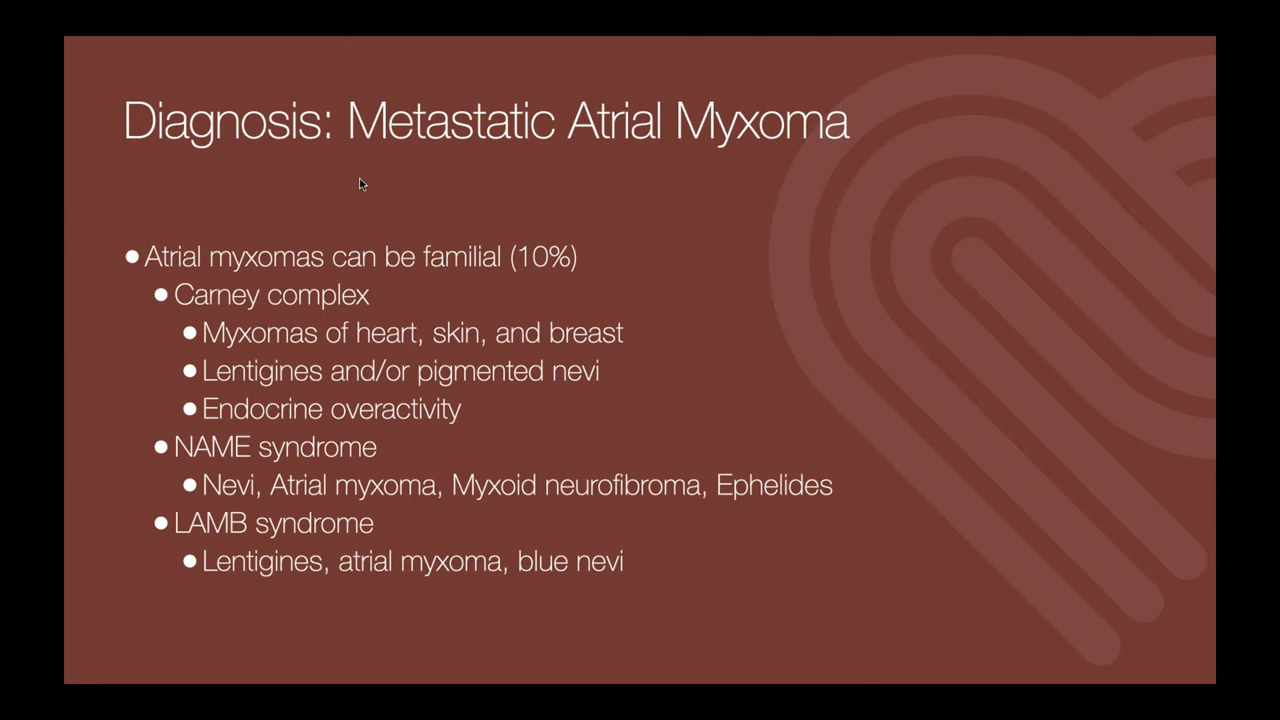 Diagnosis: Metastatic Atrial Myxoma
● Atrial myxomas can be familial (10%)
● Carney complex
● Myxomas of heart, skin, and breast
● Lentigines and/or pigmented nevi
● Endocrine overactivity
● NAME syndrome
● Nevi, Atrial myxoma, Myxoid neurofibroma, Ephelides
● LAMB syndrome
● Lentigines, atrial myxoma, blue nevi